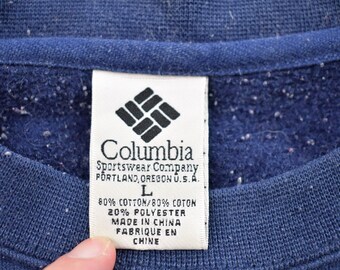 Columbia
Sportswear Company
PORTLAND, OREGON U.S.A.
L
80% COTTON/80% COTON
20% POLYESTER
MADE IN CHINA
FABRIQUE EN
CHINE